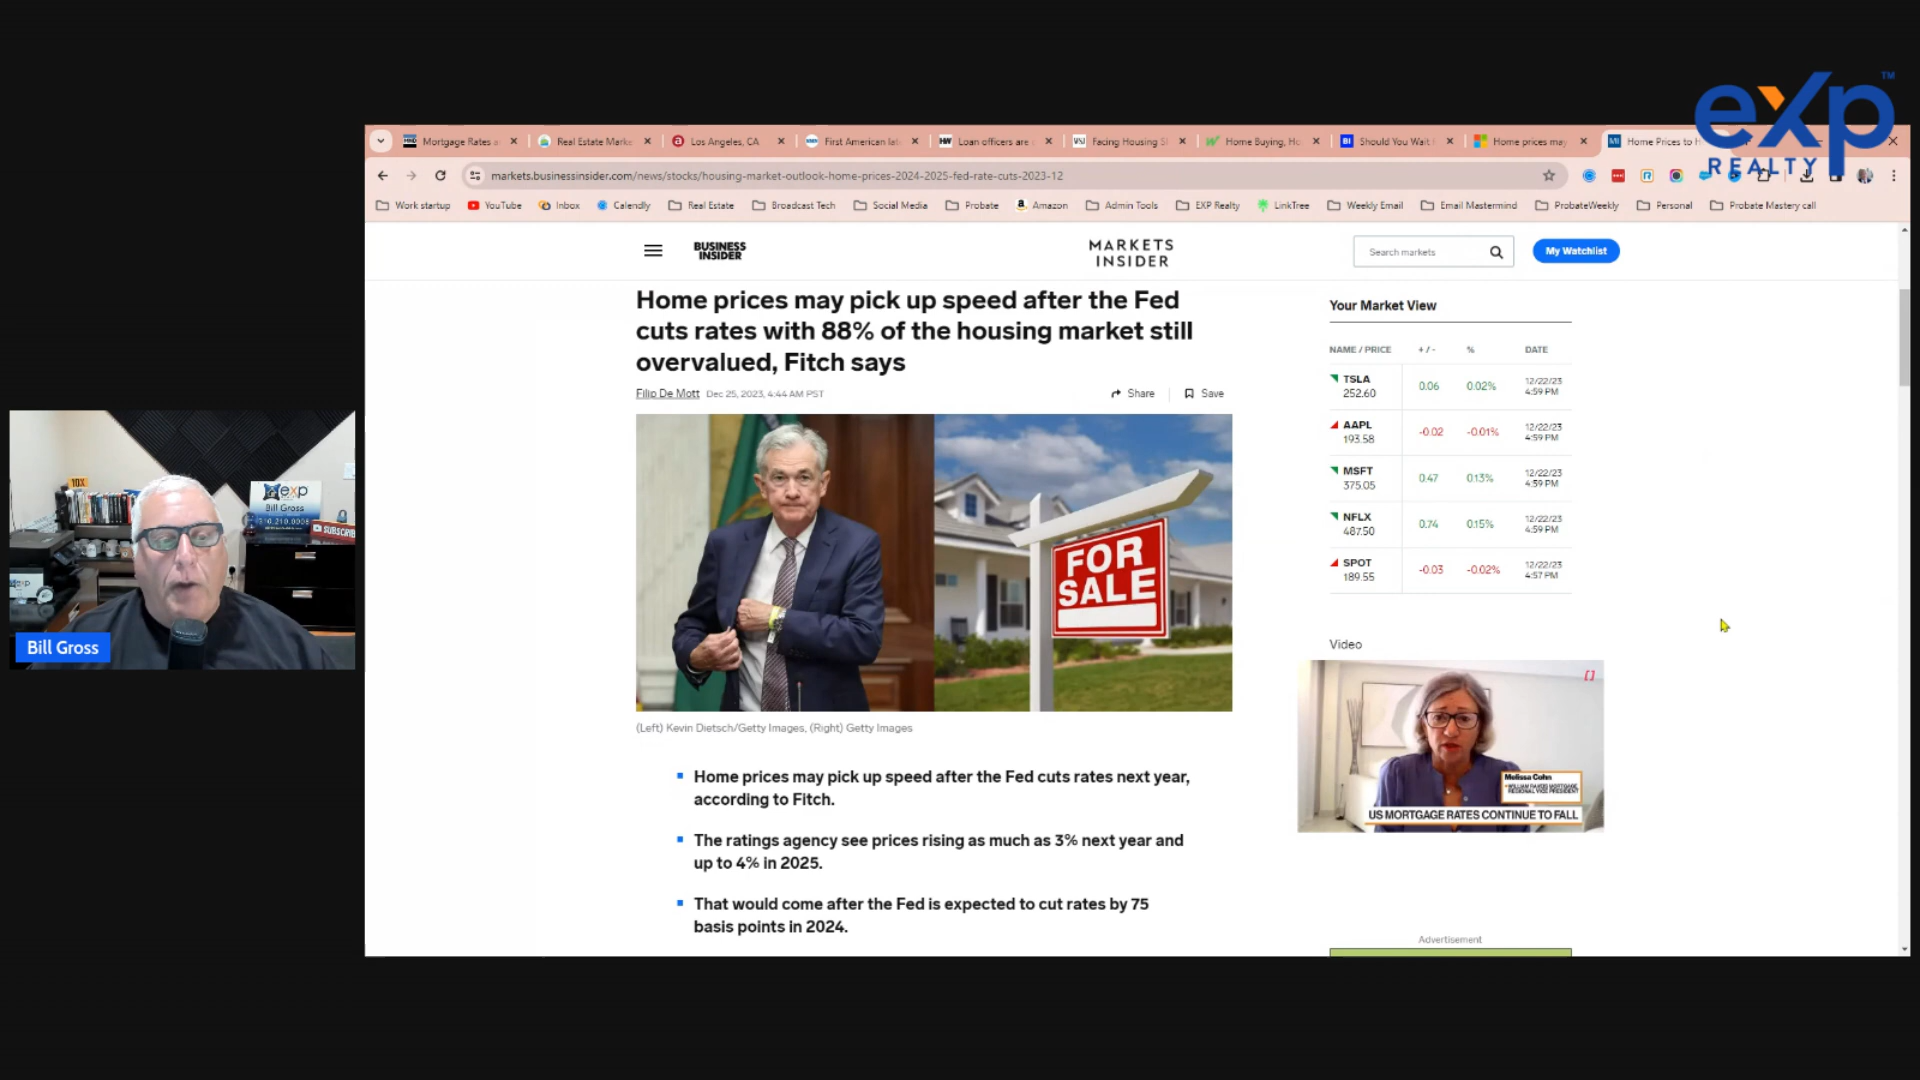 eXp
REALTY
TM
Mortgage Rates a
Real Estate Marke
Los Angeles, CA
First American lat
Loan officers are
Facing Housing S
Home Buying, Ho
Should You Wait
Home prices may
Home Prices to H
markets.businessinsider.com/news/stocks/housing-market-outlook-home-prices-2024-2025-fed-rate-cuts-2023-12
Work startup
YouTube
Inbox
Calendly
Real Estate
Broadcast Tech
Social Media
Probate
Amazon
Admin Tools
EXP Realty
LinkTree
Weekly Email
Email Mastermind
ProbateWeekly
Personal
Probate Mastery call
BUSINESS
INSIDER
MARKETS
INSIDER
Search markets
My Watchlist
Home prices may pick up speed after the Fed
cuts rates with 88% of the housing market still
overvalued, Fitch says
Filip De Mott Dec 25, 2023, 4:44 AM PST
Share
Save
FOR
SALE
(Left) Kevin Dietsch/Getty Images, (Right) Getty Images
Home prices may pick up speed after the Fed cuts rates next year,
according to Fitch.
The ratings agency see prices rising as much as 3% next year and
up to 4% in 2025.
That would come after the Fed is expected to cut rates by 75
basis points in 2024.
Your Market View
NAME / PRICE + / - % DATE
TSLA
252.60
0.06 0.02%
12/22/23
4:59 PM
AAPL
193.58
-0.02 -0.01%
12/22/23
4:59 PM
MSFT
375.05
0.47 0.13%
12/22/23
4:59 PM
NFLX
487.50
0.74 0.15%
12/22/23
4:59 PM
SPOT
189.55
-0.03 -0.02%
12/22/23
4:57 PM
Video
Melissa Cohn
WILLIAM RAVEIS MORTGAGE
REGIONAL VICE PRESIDENT
US MORTGAGE RATES CONTINUE TO FALL
Advertisement
10X
exp
Bill Gross
SUBSCRIBE
exp
Bill Gross